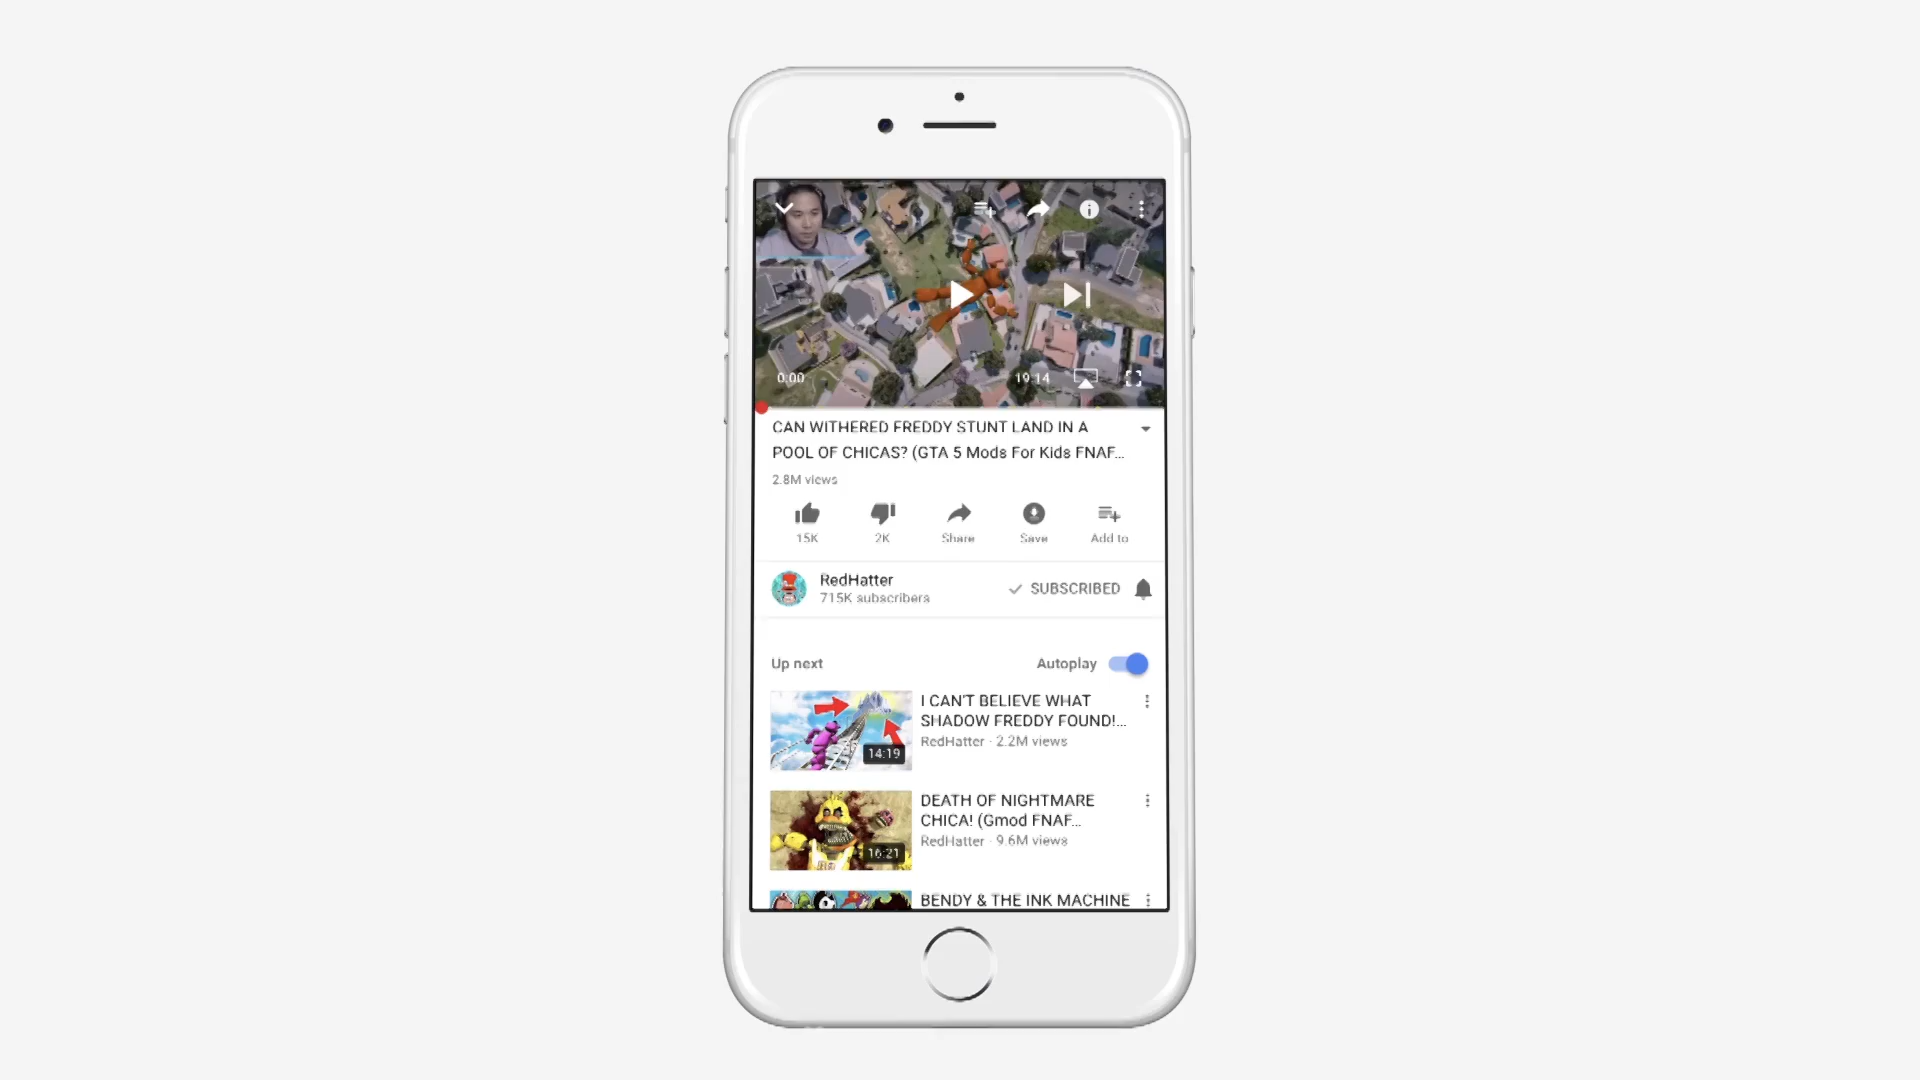 0:00
19:14
CAN WITHERED FREDDY STUNT LAND IN A
POOL OF CHICAS? (GTA 5 Mods For Kids FNAF...
2.8M views
15K
2K
Share
Save
Add to
RedHatter
715K subscribers
SUBSCRIBED
Up next
Autoplay
14:19
I CAN'T BELIEVE WHAT
SHADOW FREDDY FOUND!...
RedHatter · 2.2M views
16:21
DEATH OF NIGHTMARE
CHICA! (Gmod FNAF...
RedHatter · 9.6M views
BENDY & THE INK MACHINE